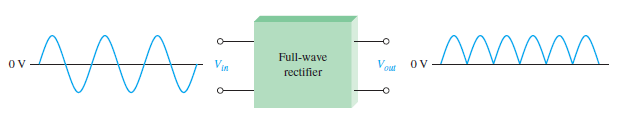 0 V
V_in
Full-wave
rectifier
V_out
0 V